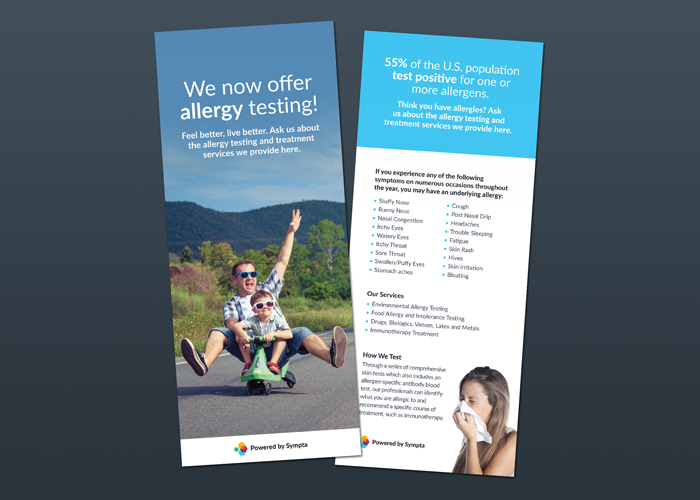 We now offer
allergy testing!
Feel better, live better. Ask us about
the allergy testing and treatment
services we provide here.
Powered by Sympta
55% of the U.S. population
test positive for one or
more allergens.
Think you have allergies? Ask
us about the allergy testing and
treatment services we provide here.
If you experience any of the following
symptoms on numerous occasions throughout
the year, you may have an underlying allergy:
• Stuffy Nose
• Runny Nose
• Nasal Congestion
• Itchy Eyes
• Watery Eyes
• Itchy Throat
• Sore Throat
• Swollen/Puffy Eyes
• Stomach aches
• Cough
• Post Nasal Drip
• Headaches
• Trouble Sleeping
• Fatigue
• Skin Rash
• Hives
• Skin Irritation
• Bloating
Our Services
• Environmental Allergy Testing
• Food Allergy and Intolerance Testing
• Drugs, Biologics, Venom, Latex and Metals
• Immunotherapy Treatment
How We Test
Through a series of comprehensive
skin tests which also includes an
allergen-specific antibody blood
test, our professionals can identify
what you are allergic to and
recommend a specific course of
treatment, such as immunotherapy.
Powered by Sympta